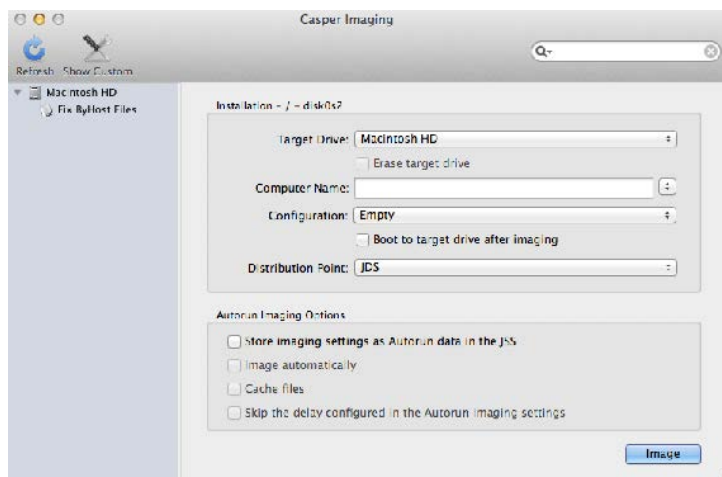 Casper Imaging
Refresh Show Custom
Macintosh HD
Fix ByHost Files
Installation - / - disk0s2
Target Drive: Macintosh HD
Erase target drive
Computer Name:
Configuration: Empty
Boot to target drive after imaging
Distribution Point: JDS
Autorun Imaging Options
Store imaging settings as Autorun data in the JSS
Image automatically
Cache files
Skip the delay configured in the Autorun imaging settings
Image